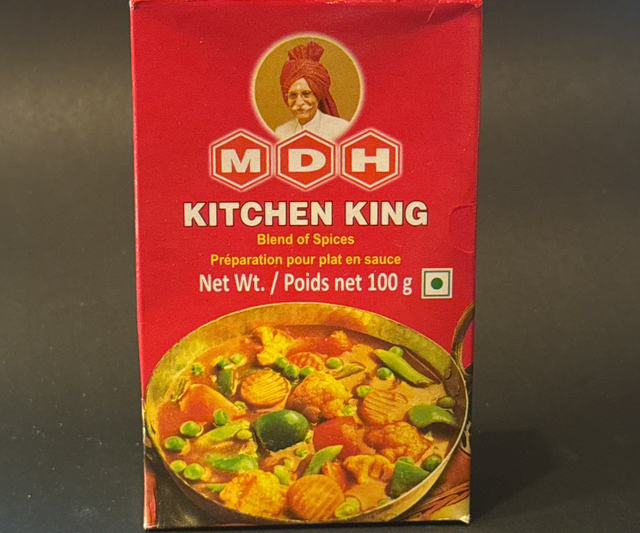 MDH
KITCHEN KING
Blend of Spices
Préparation pour plat en sauce
Net Wt. / Poids net 100 g